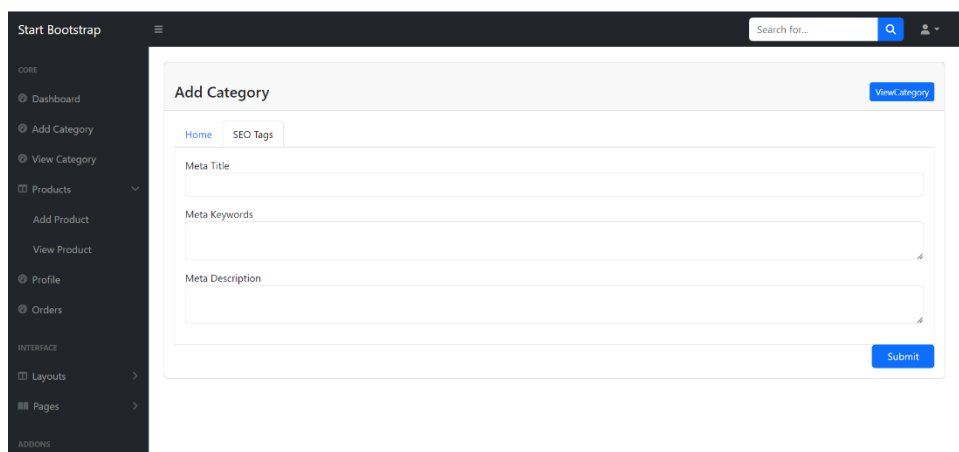 Start Bootstrap
Search for...
CORE
Dashboard
Add Category
View Category
Products
Add Product
View Product
Profile
Orders
INTERFACE
Layouts
Pages
ADDONS
Add Category
ViewCategory
Home SEO Tags
Meta Title
Meta Keywords
Meta Description
Submit